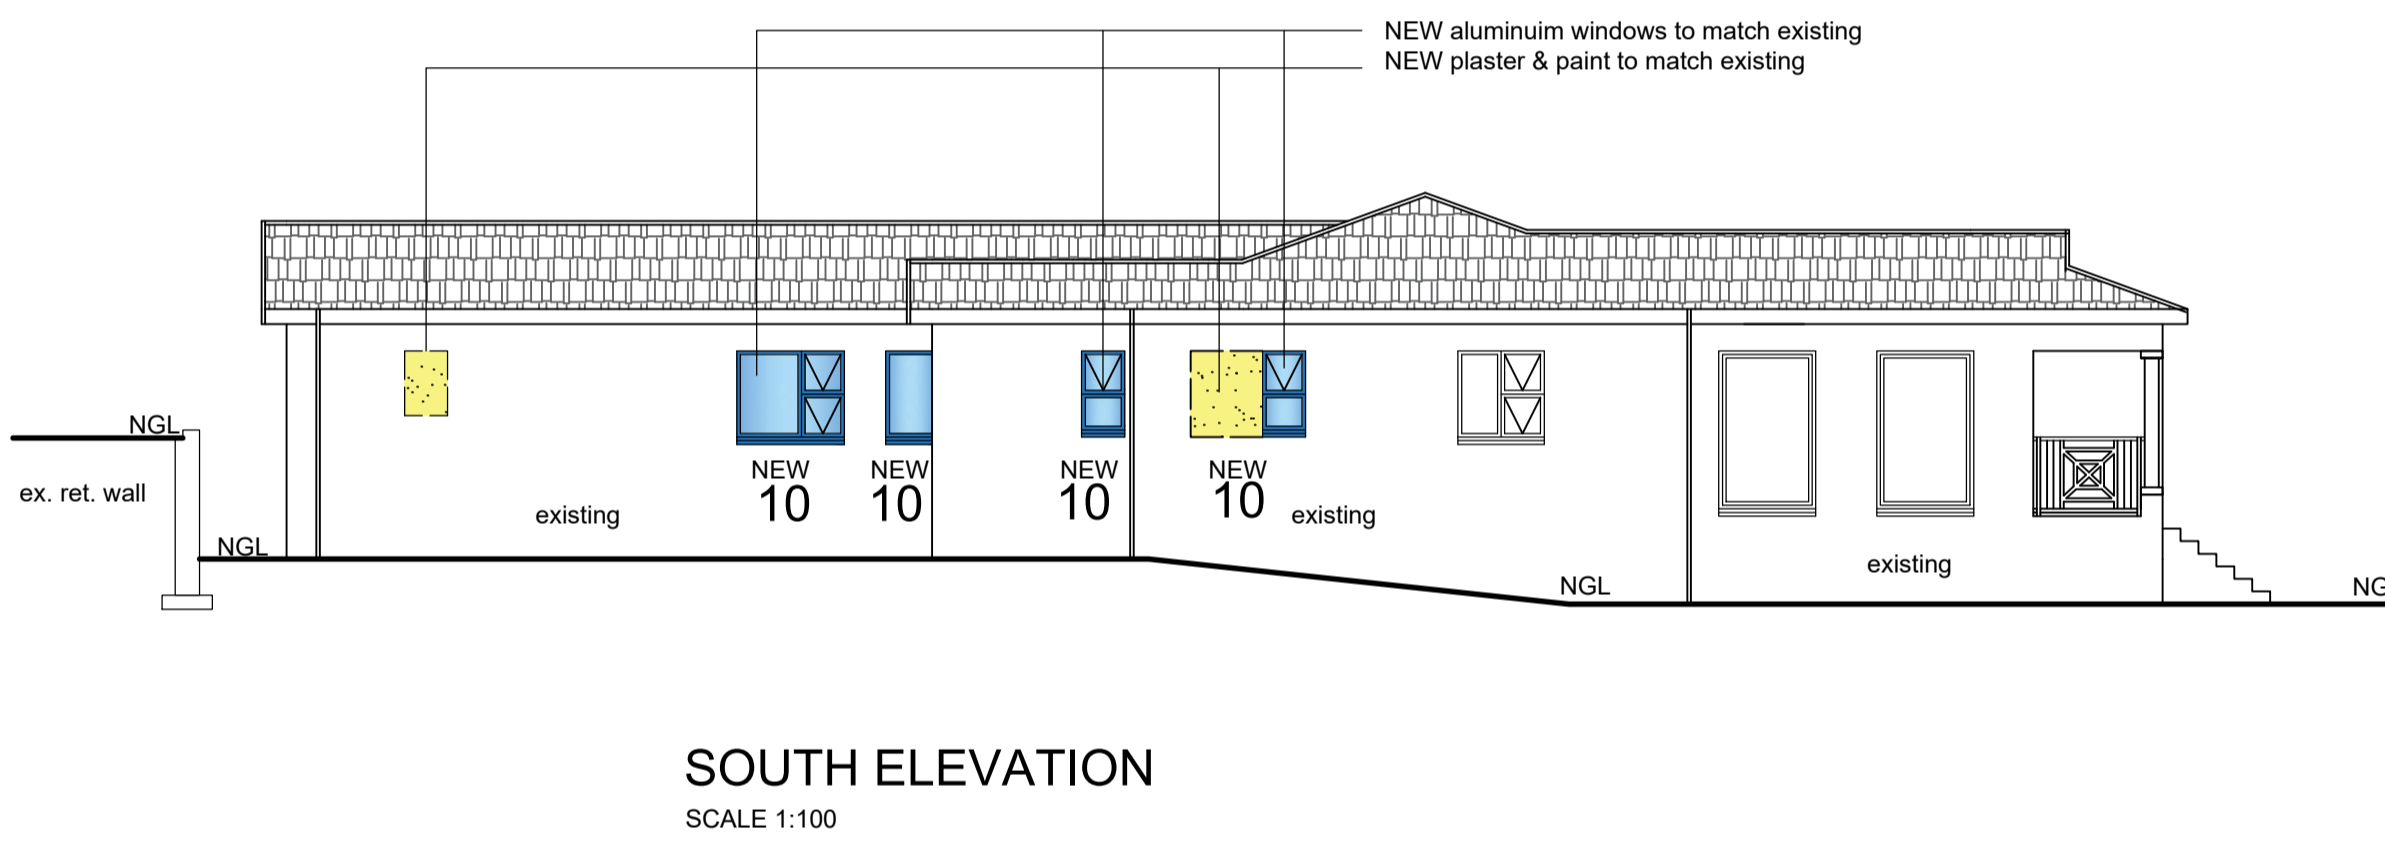 NEW aluminuim windows to match existing
NEW plaster & paint to match existing
NGL
ex. ret. wall
NGL
existing
NEW
10
NEW
10
NEW
10
NEW
10
existing
NGL
existing
NG
SOUTH ELEVATION
SCALE 1:100